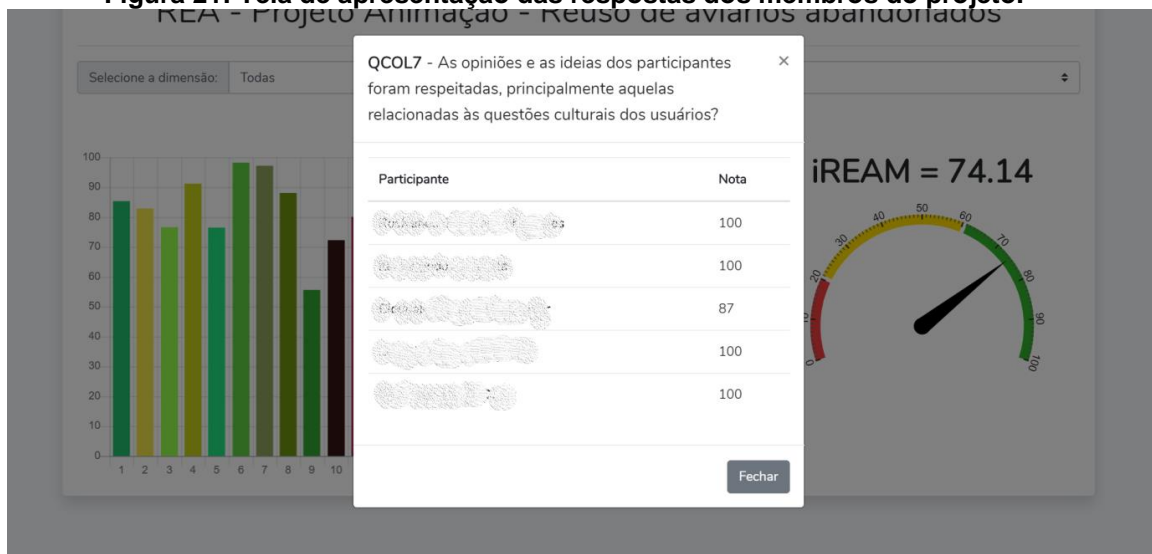 Figura 21: Tela de apresentação das respostas dos membros do projeto.
REA - Projeto Animação - Reuso de aviários abandonados
Selecione a dimensão: Todas
QCOL7 - As opiniões e as ideias dos participantes
foram respeitadas, principalmente aquelas
relacionadas às questões culturais dos usuários?
×
Participante Nota
100
100
87
100
100
Fechar
100
90
80
70
60
50
40
30
20
10
0
1 2 3 4 5 6 7 8 9 10
iREAM = 74.14
0 10 20 30 40 50 60 70 80 90 100